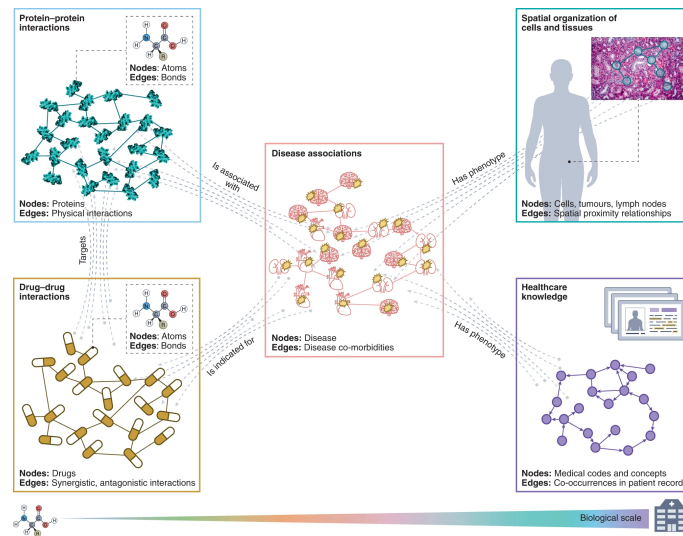 Protein–protein
interactions
H
H
N
C
C
O
O
H
H
R
Nodes: Atoms
Edges: Bonds
Nodes: Proteins
Edges: Physical interactions
Spatial organization of
cells and tissues
Nodes: Cells, tumours, lymph nodes
Edges: Spatial proximity relationships
Is associated
with
Has phenotype
Disease associations
Nodes: Disease
Edges: Disease co-morbidities
Targets
Is indicated for
Has phenotype
Drug–drug
interactions
H
H
N
C
C
O
O
H
H
R
Nodes: Atoms
Edges: Bonds
Nodes: Drugs
Edges: Synergistic, antagonistic interactions
Healthcare
knowledge
Nodes: Medical codes and concepts
Edges: Co-occurrences in patient record
Biological scale